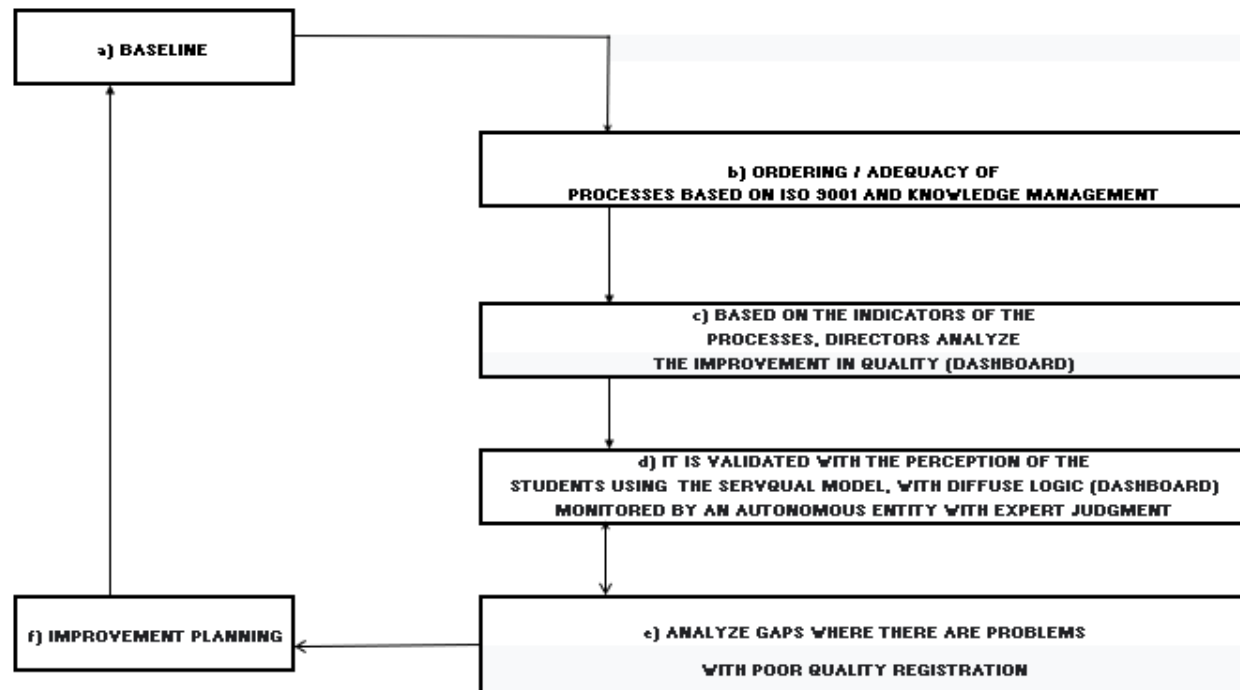 a) BASELINE
b) ORDERING / ADEQUACY OF
PROCESSES BASED ON ISO 9001 AND KNOWLEDGE MANAGEMENT
c) BASED ON THE INDICATORS OF THE
PROCESSES, DIRECTORS ANALYZE
THE IMPROVEMENT IN QUALITY (DASHBOARD)
d) IT IS VALIDATED WITH THE PERCEPTION OF THE
STUDENTS USING THE SERVQUAL MODEL, WITH DIFFUSE LOGIC (DASHBOARD)
MONITORED BY AN AUTONOMOUS ENTITY WITH EXPERT JUDGMENT
e) ANALYZE GAPS WHERE THERE ARE PROBLEMS
WITH POOR QUALITY REGISTRATION
f) IMPROVEMENT PLANNING